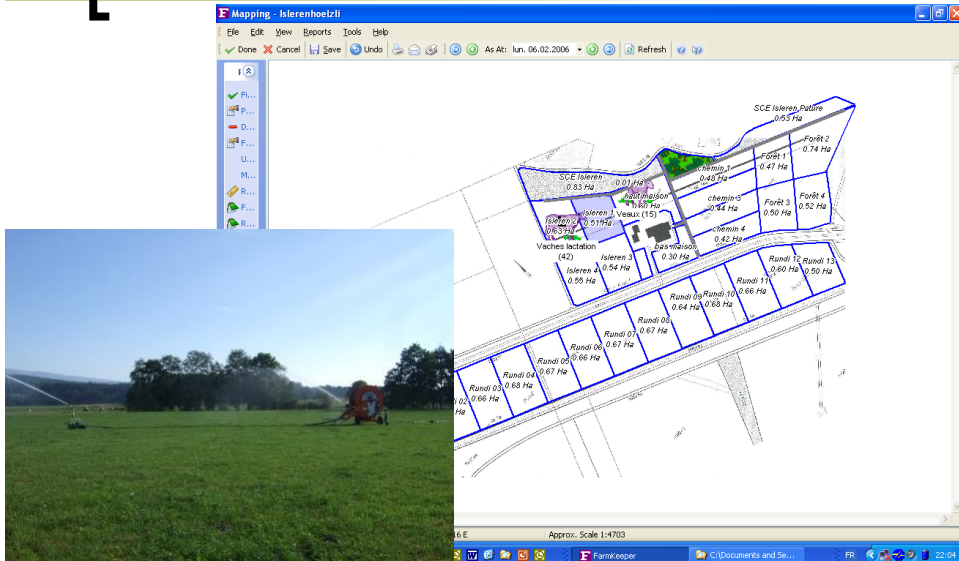 Mapping - Islerenhoelzli
File Edit View Reports Tools Help
Done Cancel Save Undo As At: lun. 06.02.2006 Refresh
Fi...
P...
D...
F...
U...
M...
R...
F...
R...
SCE Isleren Pature
0.53 Ha
Forêt 2
0.74 Ha
Forêt 1
0.47 Ha
chemin 1
0.48 Ha
SCE Isleren
0.83 Ha
0.01 Ha
haut maison
Forêt 4
0.52 Ha
chemin 3
0.44 Ha
Forêt 3
0.50 Ha
Isleren 1
0.51 Ha
Veaux (15)
Isleren 2
0.63 Ha
chemin 4
0.42 Ha
Vaches lactation
(42)
bas maison
0.30 Ha
Isleren 3
0.54 Ha
Isleren 4
0.55 Ha
Rundi 12
0.60 Ha
Rundi 13
0.50 Ha
Rundi 11
0.66 Ha
Rundi 10
0.68 Ha
Rundi 09
0.64 Ha
Rundi 08
0.67 Ha
Rundi 07
0.67 Ha
Rundi 06
0.66 Ha
Rundi 05
0.67 Ha
Rundi 04
0.68 Ha
Rundi 03
0.66 Ha
02
Ha
16 E Approx. Scale 1:4703
FarmKeeper C:\Documents and Se... FR 22:04